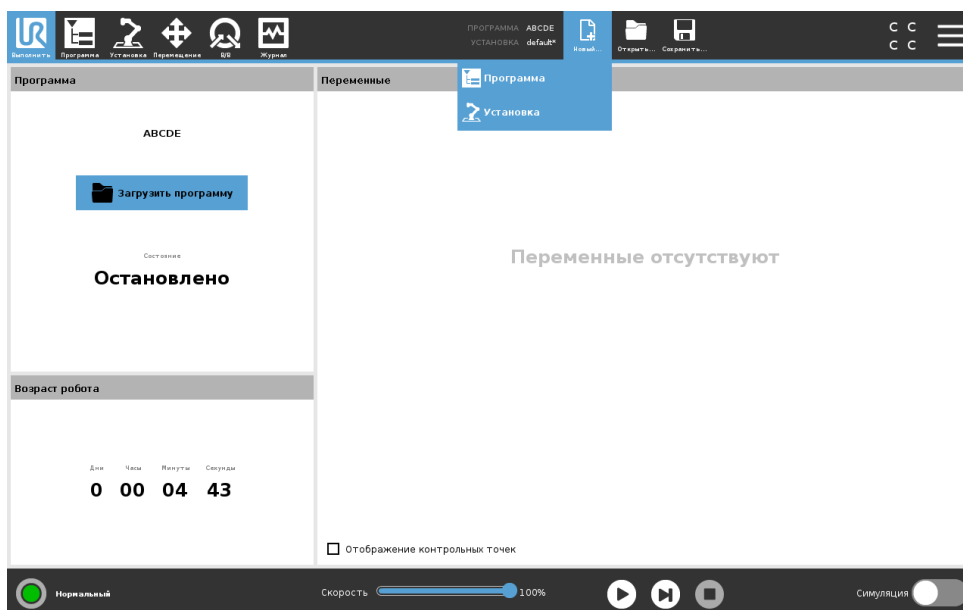 UR
Выполнить Программа Установка Перемещение В/В Журнал
ПРОГРАММА ABCDE
УСТАНОВКА default*
Новый... Открыть... Сохранить...
C C
C C
Программа
Установка
Программа
ABCDE
Загрузить программу
Состояние
Остановлено
Переменные
Переменные отсутствуют
Возраст робота
Дни Часы Минуты Секунды
0 00 04 43
Отображение контрольных точек
Нормальный
Скорость 100%
Симуляция